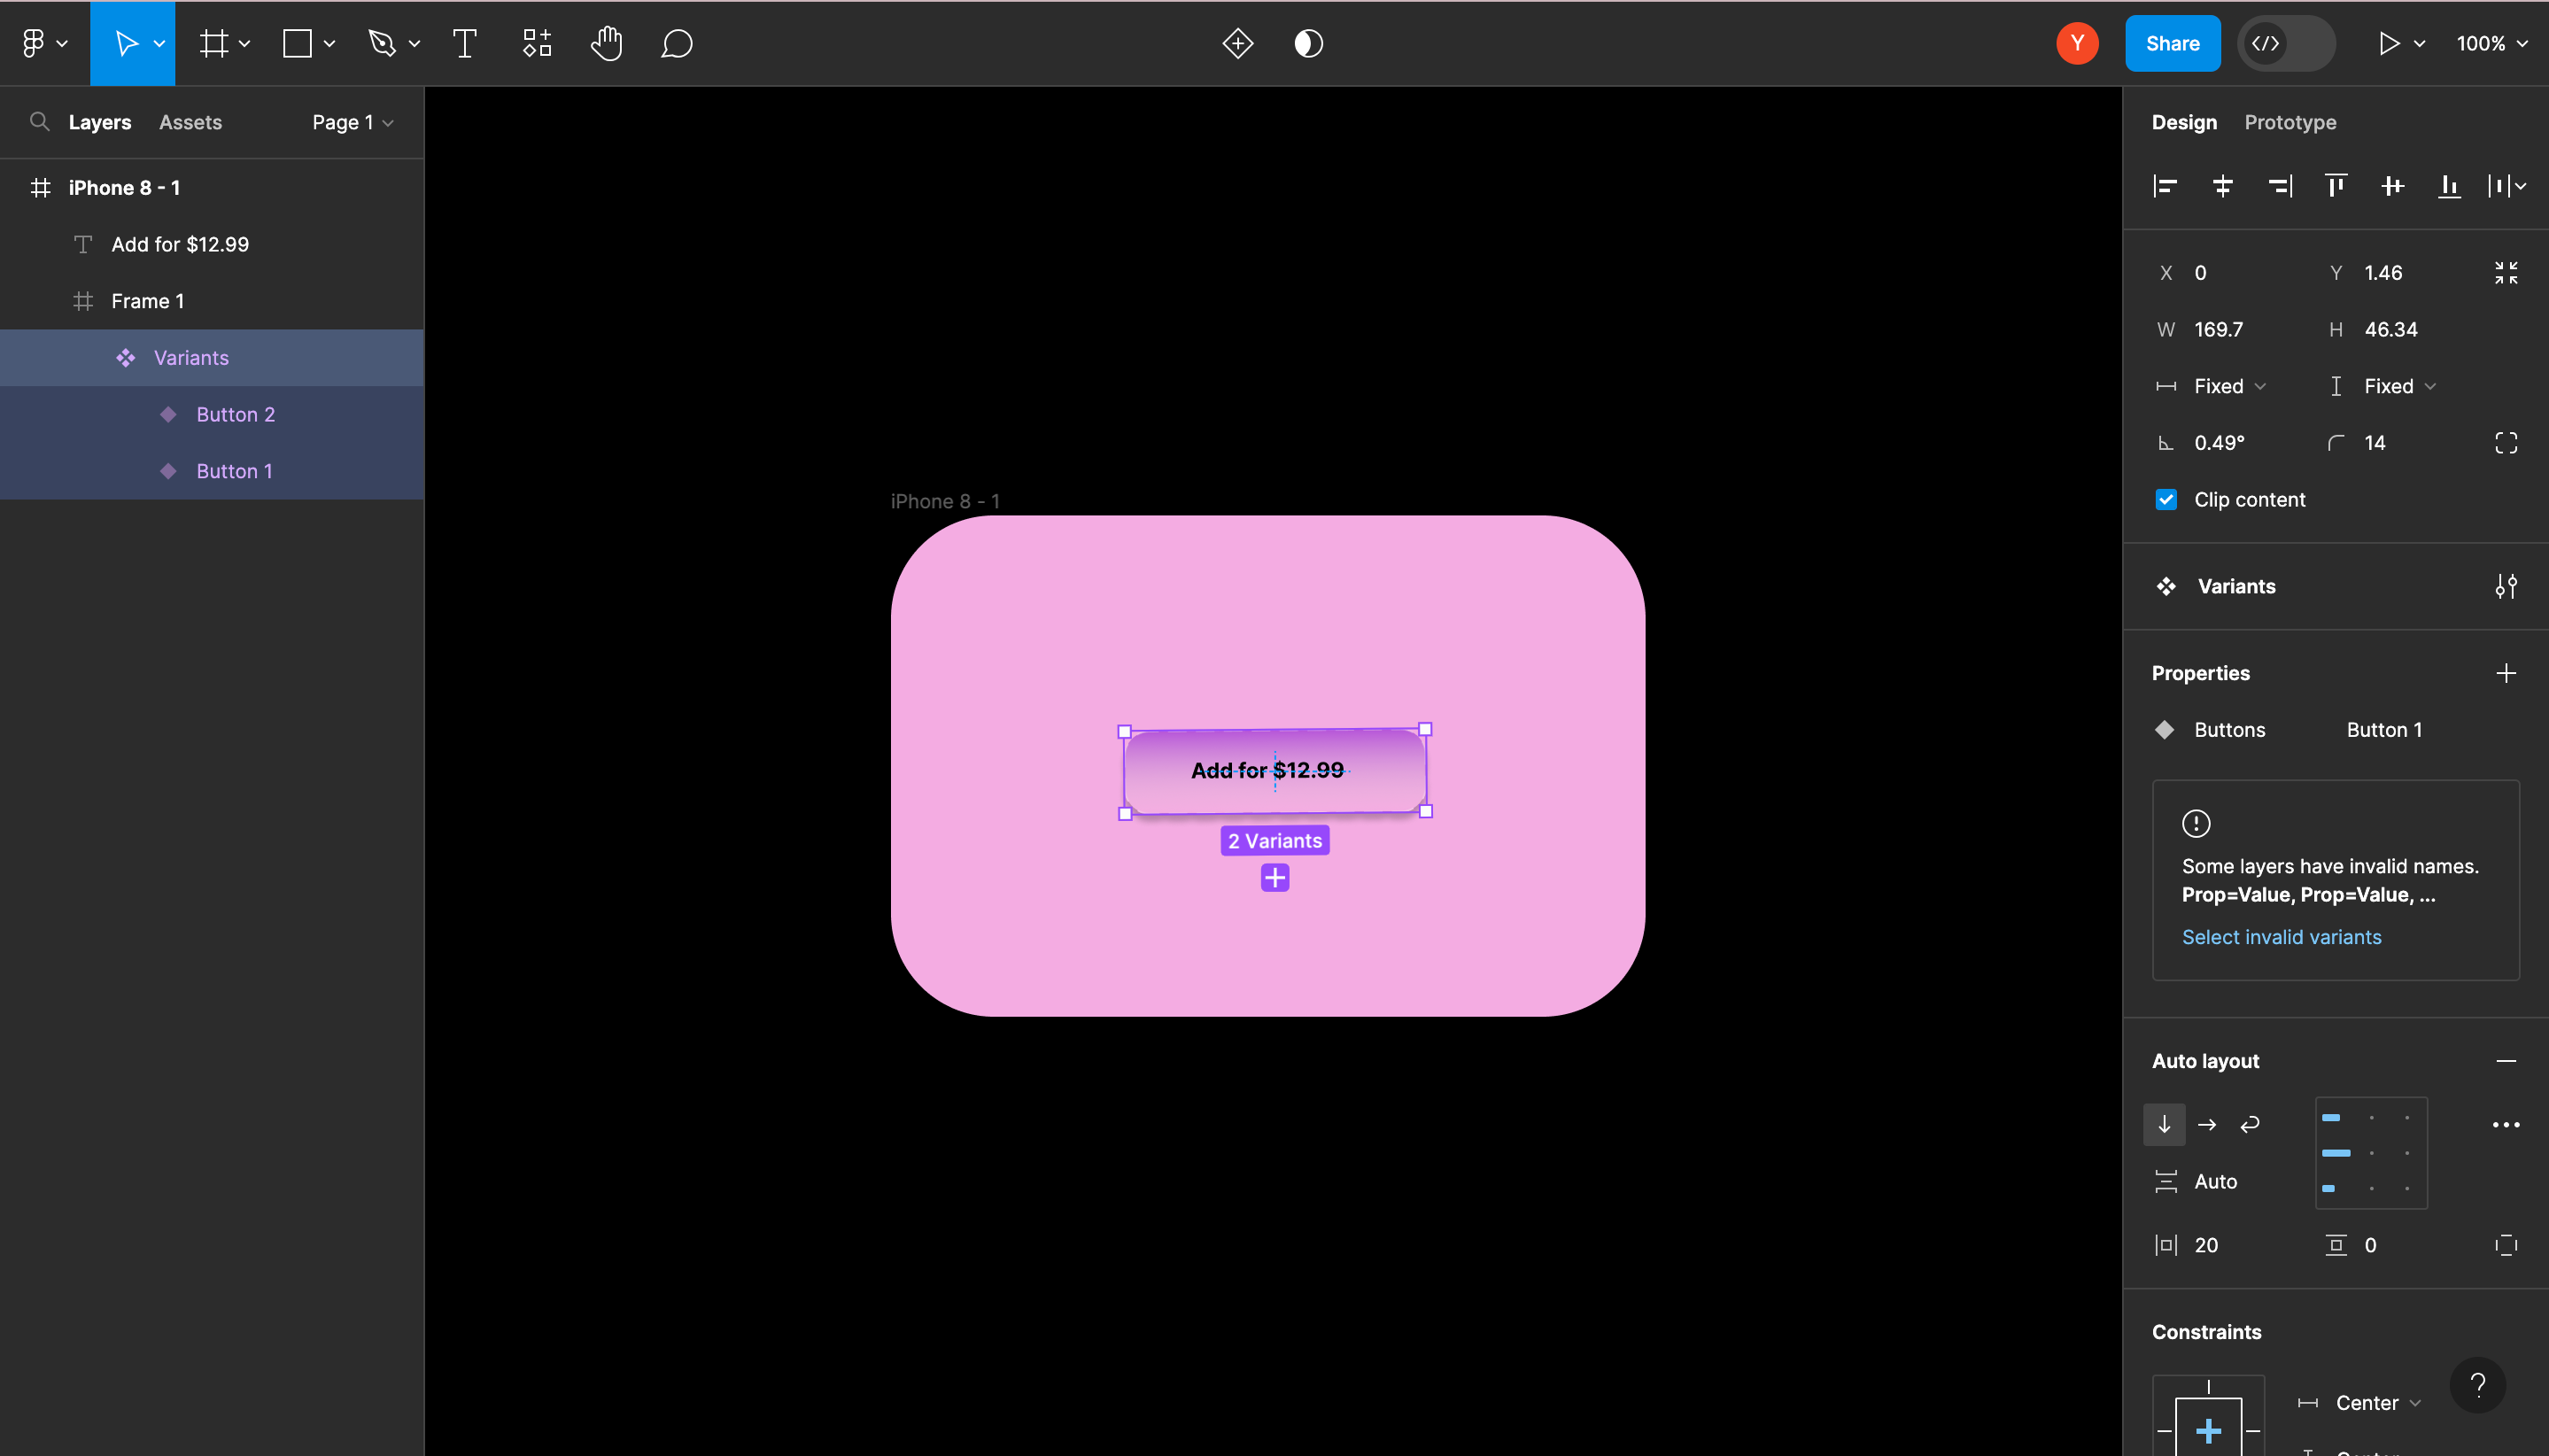 Y
Share
100%
Layers
Assets
Page 1
iPhone 8 - 1
Add for $12.99
Frame 1
Variants
Button 2
Button 1
iPhone 8 - 1
Add for $12.99
2 Variants
Design
Prototype
X 0
Y 1.46
W 169.7
H 46.34
Fixed
Fixed
0.49°
14
Clip content
Variants
Properties
Buttons
Button 1
Some layers have invalid names.
Prop=Value, Prop=Value, ...
Select invalid variants
Auto layout
Auto
20
0
Constraints
Center
?